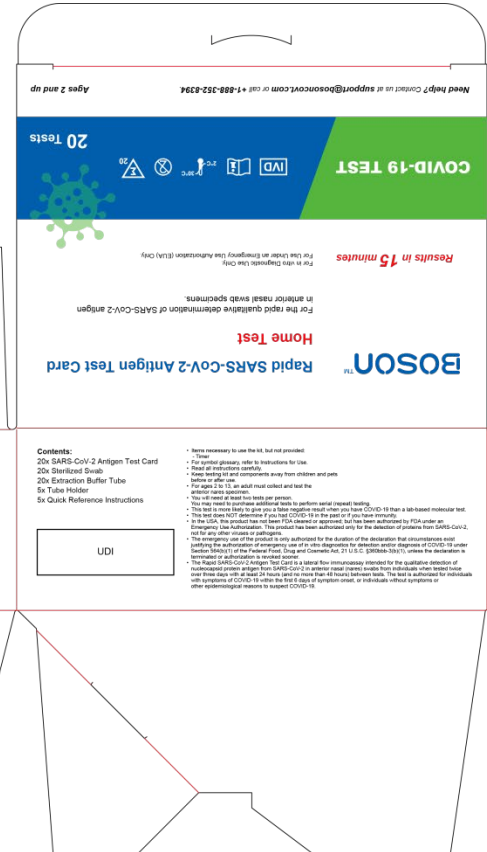 Need help? Contact us at support@bosoncovt.com or call +1-888-352-8394.
Ages 2 and up
COVID-19 TEST
20 Tests
IVD
2°C
30°C
Σ
20
Results in 15 minutes
For in vitro Diagnostic Use Only.
For Use Under an Emergency Use Authorization (EUA) Only.
For the rapid qualitative determination of SARS-CoV-2 antigen
in anterior nasal swab specimens.
Home Test
BOSON™
Rapid SARS-CoV-2 Antigen Test Card
Contents:
20x SARS-CoV-2 Antigen Test Card
20x Sterilized Swab
20x Extraction Buffer Tube
5x Tube Holder
5x Quick Reference Instructions
UDI
• Items necessary to use the kit, but not provided:
- Timer
• For symbol glossary, refer to Instructions for Use.
• Read all instructions carefully.
• Keep testing kit and components away from children and pets
before or after use.
• For ages 2 to 13, an adult must collect and test the
anterior nares specimen.
• You will need at least two tests per person.
You may need to purchase additional tests to perform serial (repeat) testing.
• This test is more likely to give you a false negative result when you have COVID-19 than a lab-based molecular test.
• This test does NOT determine if you had COVID-19 in the past or if you have immunity.
• In the USA, this product has not been FDA cleared or approved; but has been authorized by FDA under an
Emergency Use Authorization. This product has been authorized only for the detection of proteins from SARS-CoV-2,
not for any other viruses or pathogens.
• The emergency use of the product is only authorized for the duration of the declaration that circumstances exist
justifying the authorization of emergency use of in vitro diagnostics for detection and/or diagnosis of COVID-19 under
Section 564(b)(1) of the Federal Food, Drug and Cosmetic Act, 21 U.S.C. §360bbb-3(b)(1), unless the declaration is
terminated or authorization is revoked sooner.
• The Rapid SARS-CoV-2 Antigen Test Card is a lateral flow immunoassay intended for the qualitative detection of
nucleocapsid protein antigen from SARS-CoV-2 in anterior nasal (nares) swabs from individuals when tested twice
over three days with at least 24 hours (and no more than 48 hours) between tests. The test is authorized for individuals
with symptoms of COVID-19 within the first 6 days of symptom onset, or individuals without symptoms or
other epidemiological reasons to suspect COVID-19.